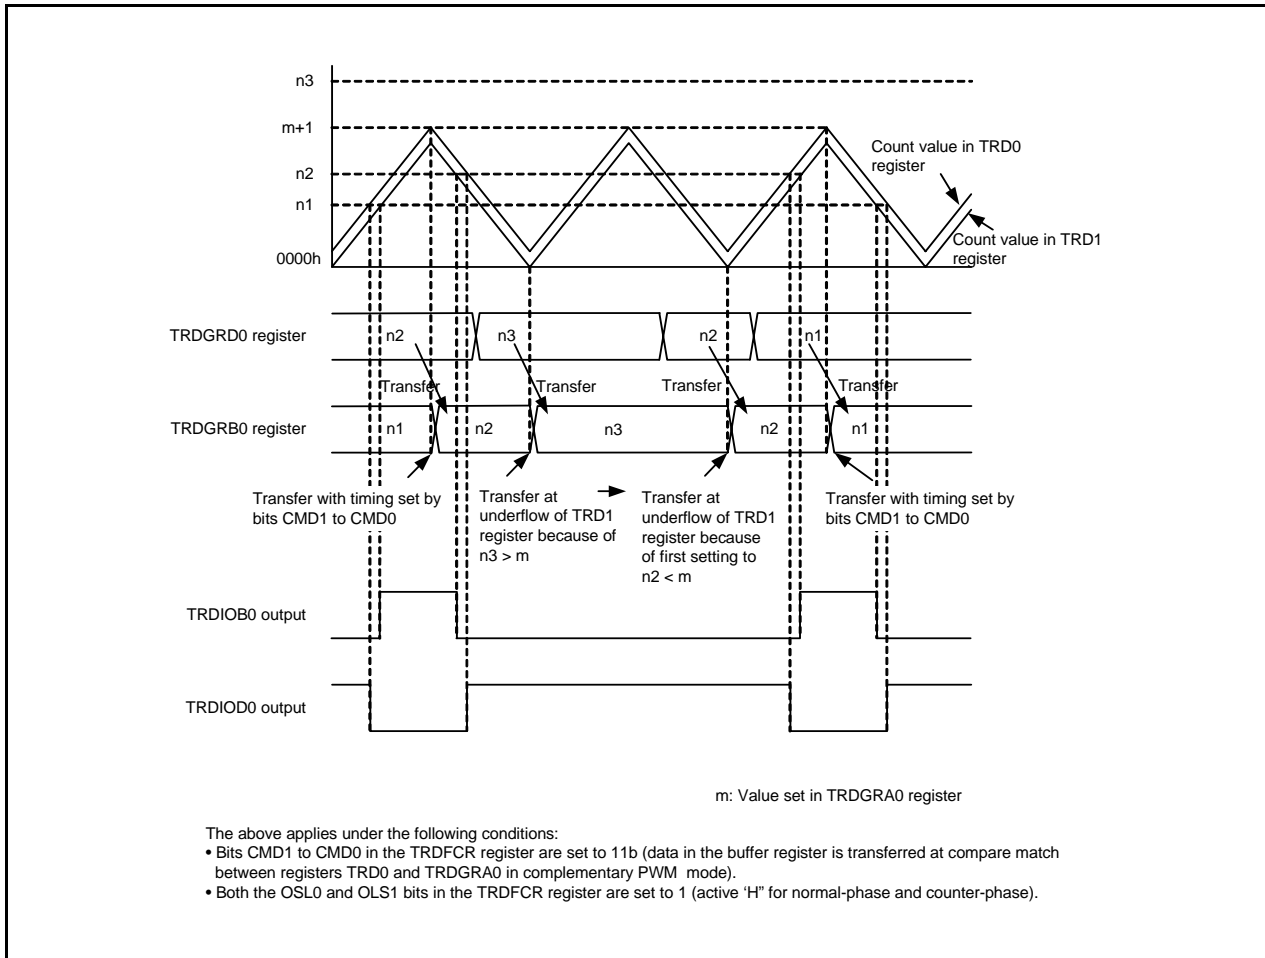 n3
m+1
n2
n1
0000h
Count value in TRD0
register
Count value in TRD1
register
TRDGRD0 register
n2
n3
n2
n1
Transfer
Transfer
Transfer
Transfer
TRDGRB0 register
n1
n2
n3
n2
n1
Transfer with timing set by
bits CMD1 to CMD0
Transfer at
underflow of TRD1
register because of
n3 > m
Transfer at
underflow of TRD1
register because
of first setting to
n2 < m
Transfer with timing set by
bits CMD1 to CMD0
TRDIOB0 output
TRDIOD0 output
m: Value set in TRDGRA0 register
The above applies under the following conditions:
• Bits CMD1 to CMD0 in the TRDFCR register are set to 11b (data in the buffer register is transferred at compare match
between registers TRD0 and TRDGRA0 in complementary PWM mode).
• Both the OSL0 and OLS1 bits in the TRDFCR register are set to 1 (active ‘H” for normal-phase and counter-phase).